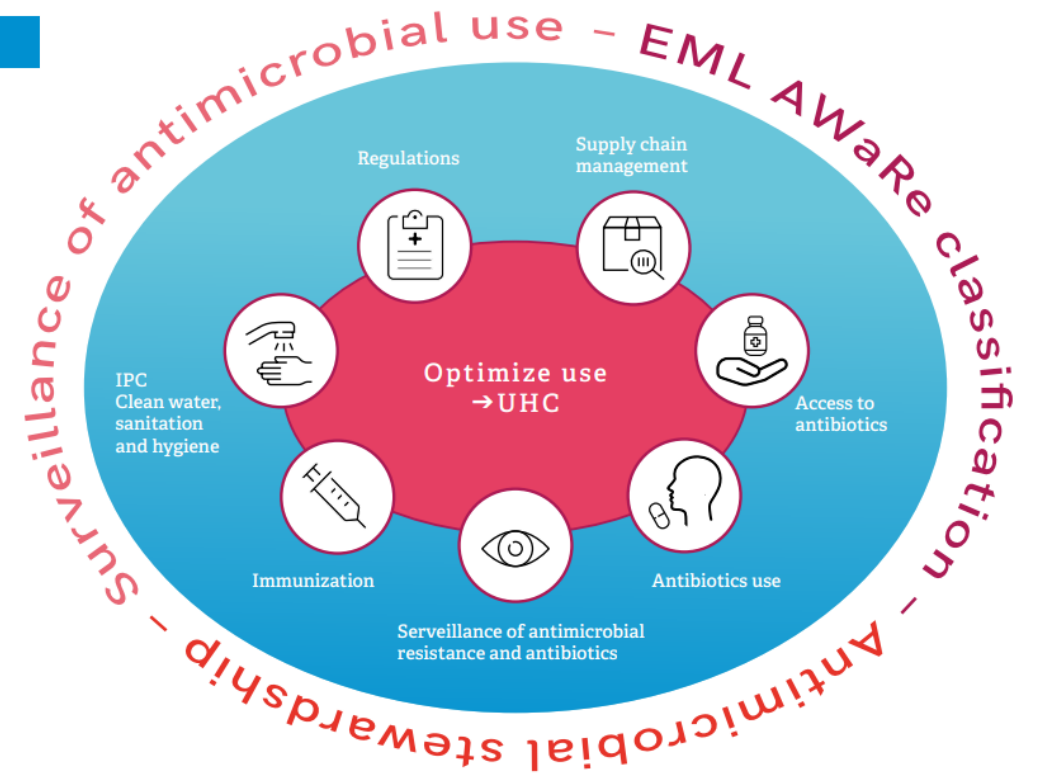 Surveillance of antimicrobial use – EML AWaRe classification – Antimicrobial stewardship –
Regulations
Supply chain
management
IPC
Clean water,
sanitation
and hygiene
Optimize use
→UHC
Access to
antibiotics
Immunization
Antibiotics use
Serveillance of antimicrobial
resistance and antibiotics